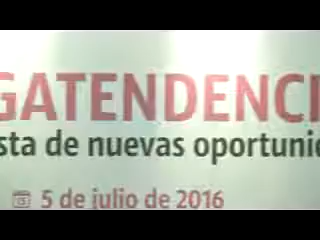 GATENDENCI
sta de nuevas oportunid
5 de julio de 2016